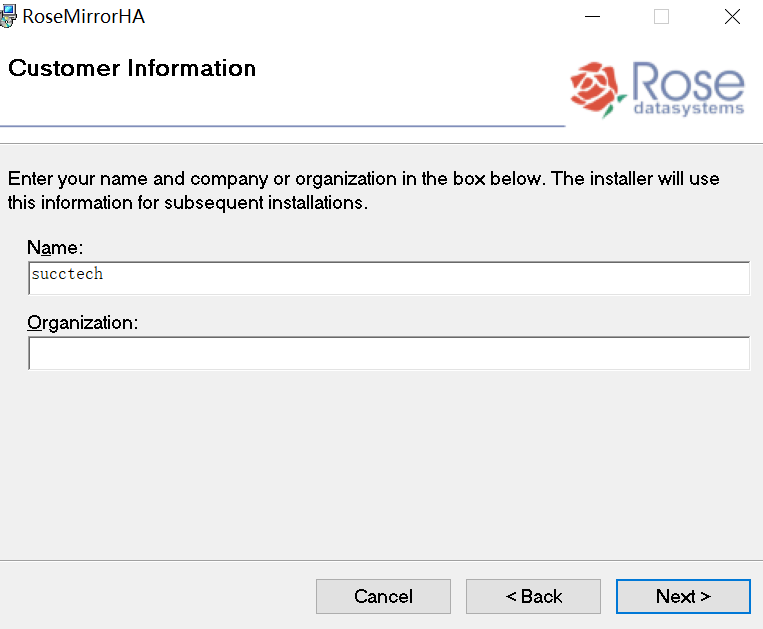 RoseMirrorHA
Customer Information
Rose
datasystems
Enter your name and company or organization in the box below. The installer will use
this information for subsequent installations.
Name:
succtech
Organization:
Cancel
< Back
Next >